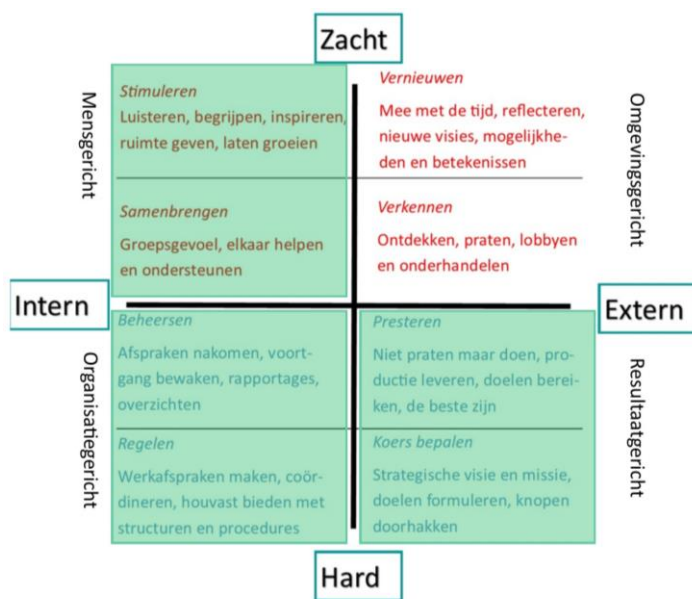 Zacht
Mensgericht
Stimuleren
Luisteren, begrijpen, inspireren,
ruimte geven, laten groeien
Vernieuwen
Mee met de tijd, reflecteren,
nieuwe visies, mogelijkhe-
den en betekenissen
Omgevingsgericht
Samenbrengen
Groepsgevoel, elkaar helpen
en ondersteunen
Verkennen
Ontdekken, praten, lobbyen
en onderhandelen
Intern
Extern
Organisatiegericht
Beheersen
Afspraken nakomen, voort-
gang bewaken, rapportages,
overzichten
Presteren
Niet praten maar doen, pro-
ductie leveren, doelen berei-
ken, de beste zijn
Resultaatgericht
Regelen
Werkafspraken maken, coör-
dineren, houvast bieden met
structuren en procedures
Koers bepalen
Strategische visie en missie,
doelen formuleren, knopen
doorhakken
Hard